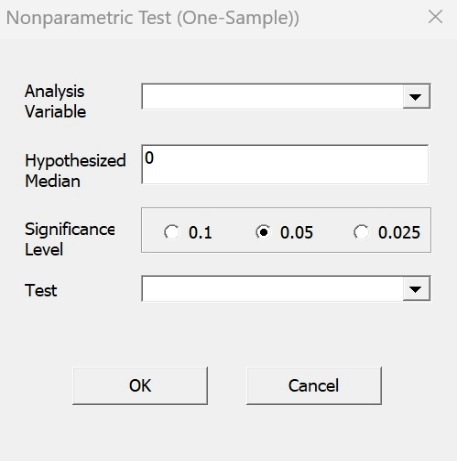 Nonparametric Test (One-Sample))
Analysis
Variable
Hypothesized
Median
0
Significance
Level
0.1 0.05 0.025
Test
OK Cancel